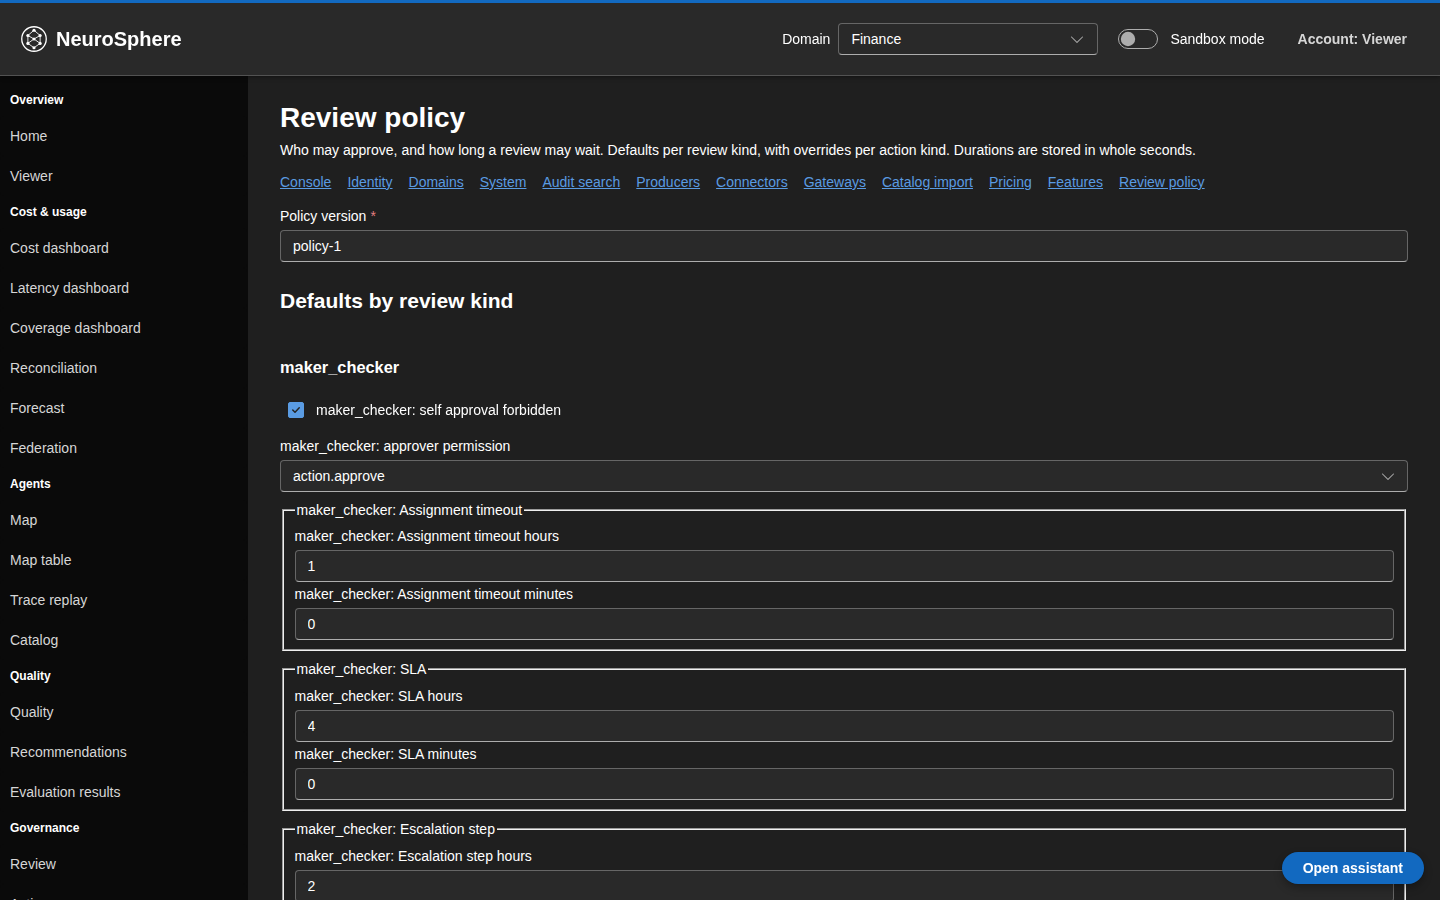 NeuroSphere
Domain
Finance
Sandbox mode
Account: Viewer
Overview
Home
Viewer
Cost & usage
Cost dashboard
Latency dashboard
Coverage dashboard
Reconciliation
Forecast
Federation
Agents
Map
Map table
Trace replay
Catalog
Quality
Quality
Recommendations
Evaluation results
Governance
Review
Review policy
Who may approve, and how long a review may wait. Defaults per review kind, with overrides per action kind. Durations are stored in whole seconds.
Console Identity Domains System Audit search Producers Connectors Gateways Catalog import Pricing Features Review policy
Policy version *
policy-1
Defaults by review kind
maker_checker
maker_checker: self approval forbidden
maker_checker: approver permission
action.approve
maker_checker: Assignment timeout
maker_checker: Assignment timeout hours
1
maker_checker: Assignment timeout minutes
0
maker_checker: SLA
maker_checker: SLA hours
4
maker_checker: SLA minutes
0
maker_checker: Escalation step
maker_checker: Escalation step hours
2
Open assistant